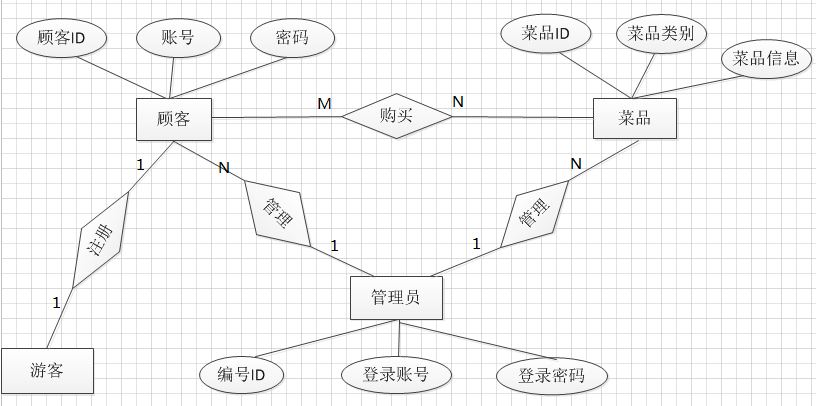 顾客ID
账号
密码
菜品ID
菜品类别
菜品信息
顾客
M
购买
N
菜品
1
N
N
注册
管理
管理
1
1
1
管理员
游客
编号ID
登录账号
登录密码